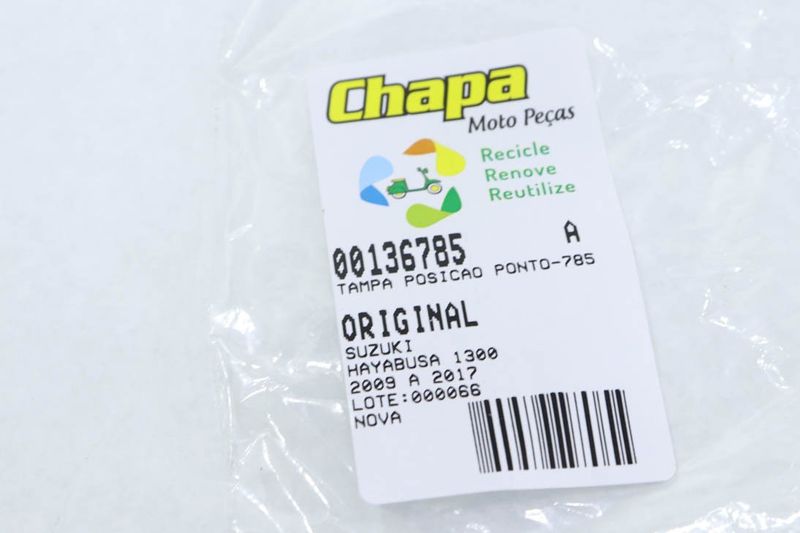 Chapa
Moto Peças
Recicle
Renove
Reutilize
00136785 A
TAMPA POSICAO PONTO-785
ORIGINAL
SUZUKI
HAYABUSA 1300
2009 A 2017
LOTE:000066
NOVA